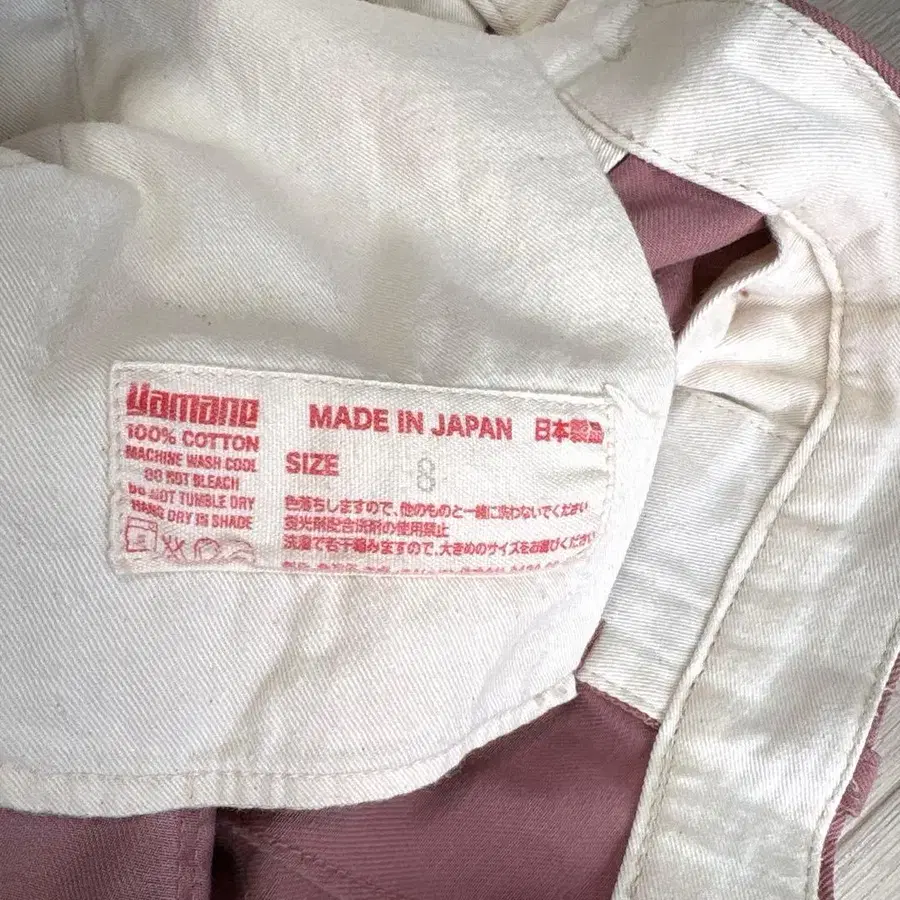 Yamane
MADE IN JAPAN 日本製品
100% COTTON
MACHINE WASH COOL
DO NOT BLEACH
DO NOT TUMBLE DRY
HANG DRY IN SHADE
SIZE 8
色落ちしますので、他のものと一緒に洗わないでください
蛍光剤配合洗剤の使用禁止
洗濯で若干縮みますので、大きめのサイズをお選びください